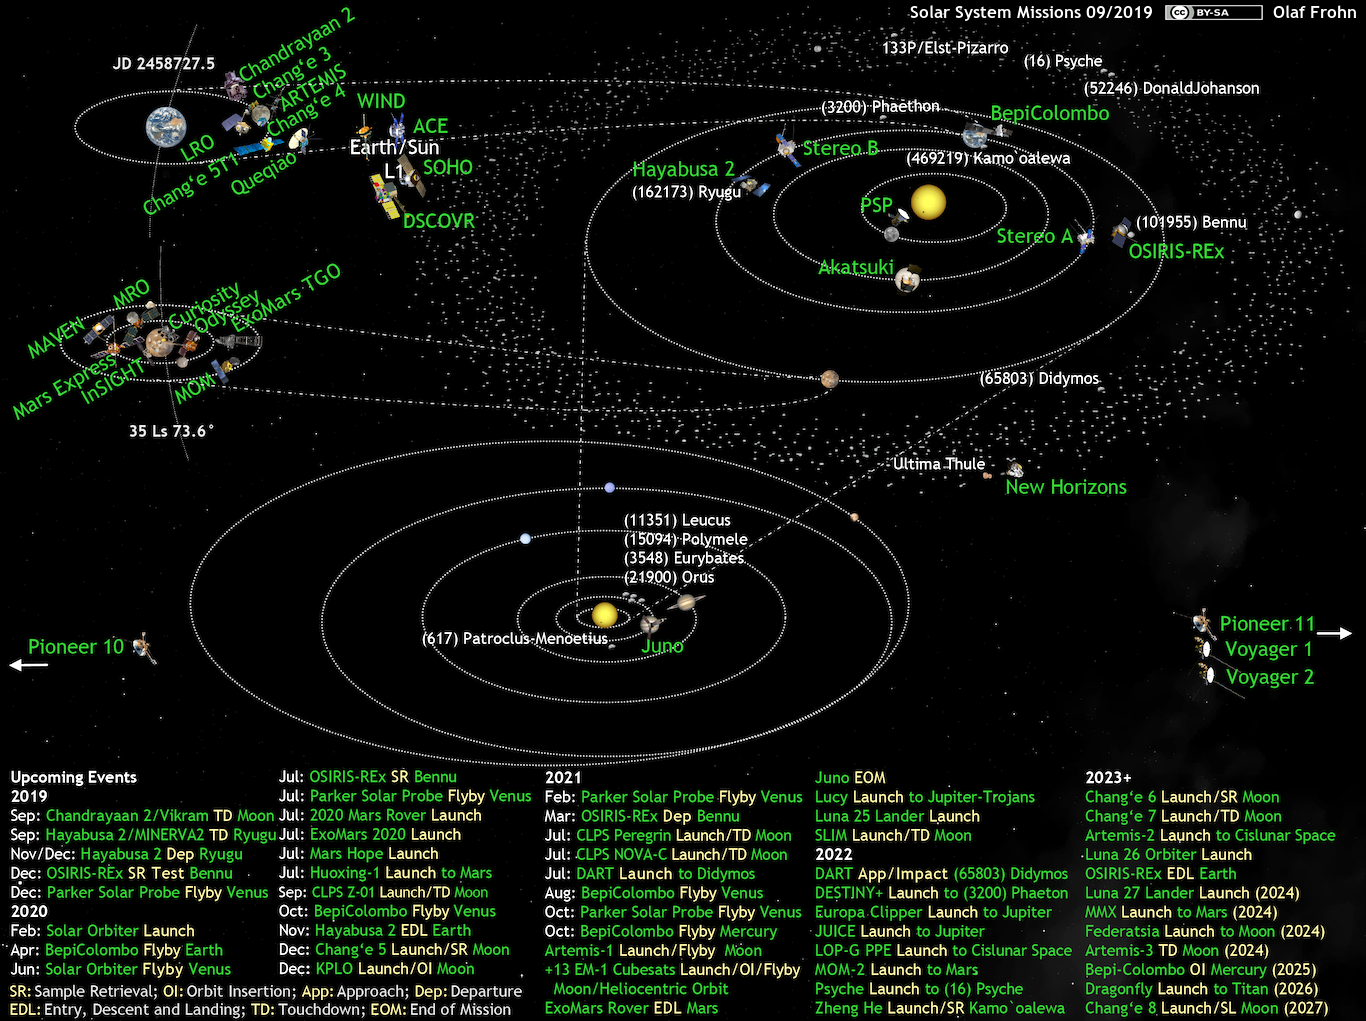 Solar System Missions 09/2019 cc BY-SA Olaf Frohn
JD 2458727.5
Chandrayaan 2
Chang‘e 3
ARTEMIS
Chang‘e 4
LRO
Chang‘e 5T1
Queqiao
WIND
ACE
Earth/Sun
L1
SOHO
DSCOVR
133P/Elst-Pizarro
(16) Psyche
(52246) DonaldJohanson
(3200) Phaethon
BepiColombo
Stereo B
(469219) Kamo`oalewa
Hayabusa 2
(162173) Ryugu
PSP
Stereo A
(101955) Bennu
OSIRIS-REx
Akatsuki
MRO
MAVEN
Curiosity
Odyssey
ExoMars TGO
Mars Express
InSIGHT
MOM
35 Ls 73.6°
(65803) Didymos
Ultima Thule
New Horizons
(11351) Leucus
(15094) Polymele
(3548) Eurybates
(21900) Orus
(617) Patroclus-Menoetius
Juno
Pioneer 10
Pioneer 11
Voyager 1
Voyager 2
Upcoming Events
2019
Sep: Chandrayaan 2/Vikram TD Moon
Sep: Hayabusa 2/MINERVA2 TD Ryugu
Nov/Dec: Hayabusa 2 Dep Ryugu
Dec: OSIRIS-REx SR Test Bennu
Dec: Parker Solar Probe Flyby Venus
2020
Feb: Solar Orbiter Launch
Apr: BepiColombo Flyby Earth
Jun: Solar Orbiter Flyby Venus
Jul: OSIRIS-REx SR Bennu
Jul: Parker Solar Probe Flyby Venus
Jul: 2020 Mars Rover Launch
Jul: ExoMars 2020 Launch
Jul: Mars Hope Launch
Jul: Huoxing-1 Launch to Mars
Sep: CLPS Z-01 Launch/TD Moon
Oct: BepiColombo Flyby Venus
Nov: Hayabusa 2 EDL Earth
Dec: Chang‘e 5 Launch/SR Moon
Dec: KPLO Launch/OI Moon
SR: Sample Retrieval; OI: Orbit Insertion; App: Approach; Dep: Departure
EDL: Entry, Descent and Landing; TD: Touchdown; EOM: End of Mission
2021
Feb: Parker Solar Probe Flyby Venus
Mar: OSIRIS-REx Dep Bennu
Jul: CLPS Peregrin Launch/TD Moon
Jul: CLPS NOVA-C Launch/TD Moon
Jul: DART Launch to Didymos
Aug: BepiColombo Flyby Venus
Oct: Parker Solar Probe Flyby Venus
Oct: BepiColombo Flyby Mercury
Artemis-1 Launch/Flyby Moon
+13 EM-1 Cubesats Launch/OI/Flyby
Moon/Heliocentric Orbit
ExoMars Rover EDL Mars
Juno EOM
Lucy Launch to Jupiter-Trojans
Luna 25 Lander Launch
SLIM Launch/TD Moon
2022
DART App/Impact (65803) Didymos
DESTINY+ Launch to (3200) Phaeton
Europa Clipper Launch to Jupiter
JUICE Launch to Jupiter
LOP-G PPE Launch to Cislunar Space
MOM-2 Launch to Mars
Psyche Launch to (16) Psyche
Zheng He Launch/SR Kamo`oalewa
2023+
Chang‘e 6 Launch/SR Moon
Chang‘e 7 Launch/TD Moon
Artemis-2 Launch to Cislunar Space
Luna 26 Orbiter Launch
OSIRIS-REx EDL Earth
Luna 27 Lander Launch (2024)
MMX Launch to Mars (2024)
Federatsia Launch to Moon (2024)
Artemis-3 TD Moon (2024)
Bepi-Colombo OI Mercury (2025)
Dragonfly Launch to Titan (2026)
Chang‘e 8 Launch/SL Moon (2027)